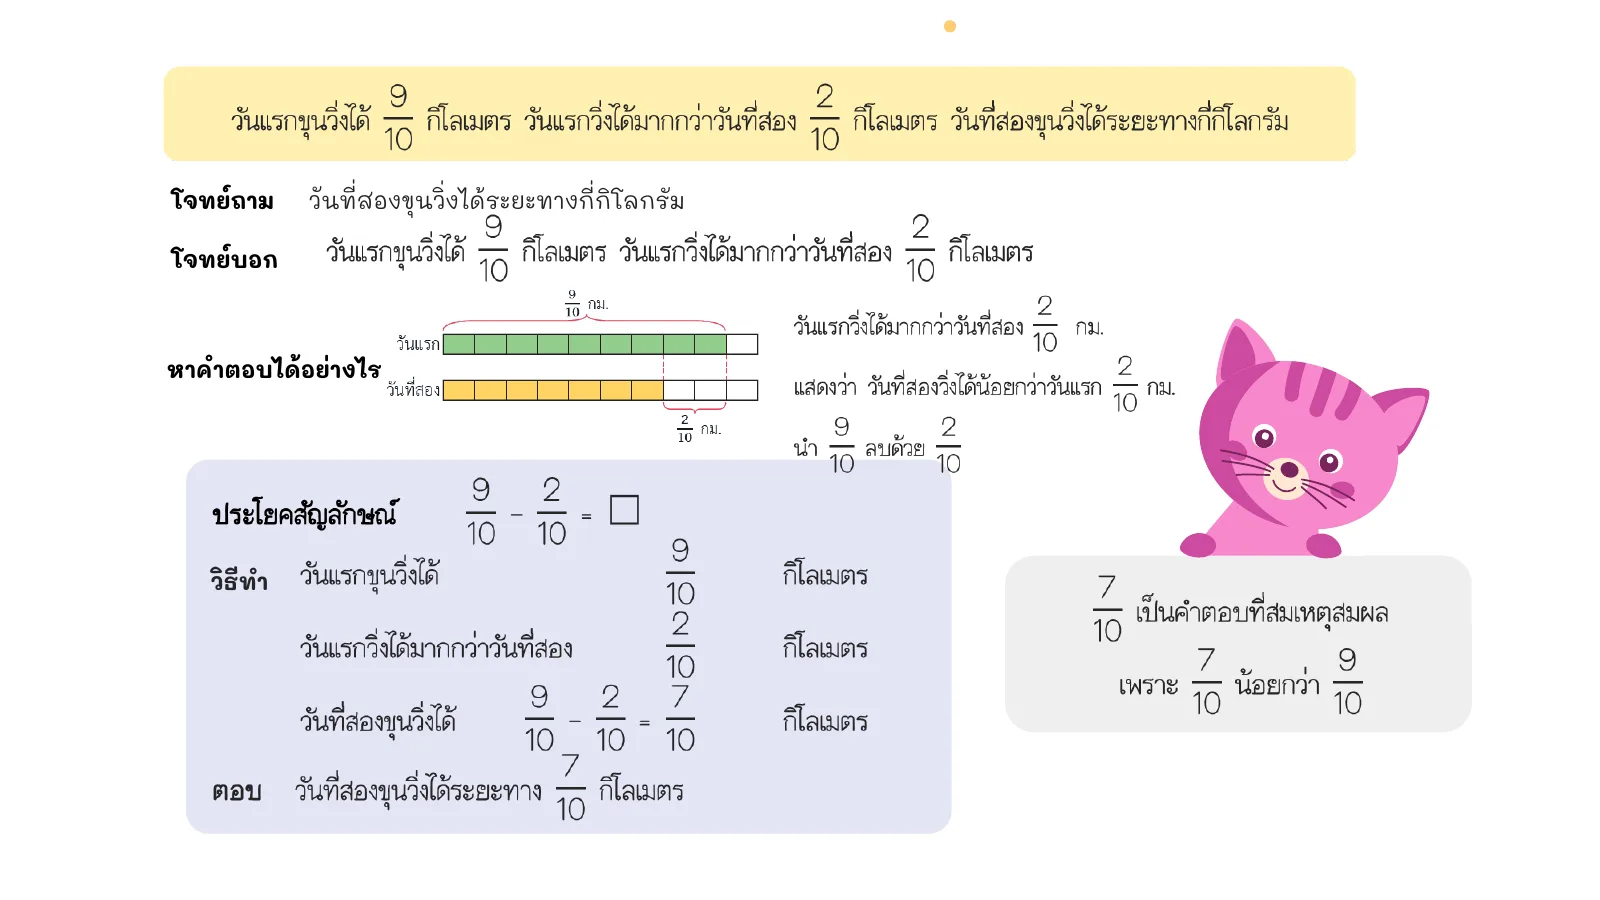 วันแรกขุนวิ่งได้ 9/10 กิโลเมตร วันแรกวิ่งได้มากกว่าวันที่สอง 2/10 กิโลเมตร วันที่สองขุนวิ่งได้ระยะทางกี่กิโลกรัม
โจทย์ถาม วันที่สองขุนวิ่งได้ระยะทางกี่กิโลกรัม
โจทย์บอก วันแรกขุนวิ่งได้ 9/10 กิโลเมตร วันแรกวิ่งได้มากกว่าวันที่สอง 2/10 กิโลเมตร
หาคำตอบได้อย่างไร
9/10 กม.
วันแรก
วันที่สอง
2/10 กม.
วันแรกวิ่งได้มากกว่าวันที่สอง 2/10 กม.
แสดงว่า วันที่สองวิ่งได้น้อยกว่าวันแรก 2/10 กม.
นำ 9/10 ลบด้วย 2/10
ประโยคสัญลักษณ์ 9/10 - 2/10 = □
วิธีทำ วันแรกขุนวิ่งได้ 9/10 กิโลเมตร
วันแรกวิ่งได้มากกว่าวันที่สอง 2/10 กิโลเมตร
วันที่สองขุนวิ่งได้ 9/10 - 2/10 = 7/10 กิโลเมตร
ตอบ วันที่สองขุนวิ่งได้ระยะทาง 7/10 กิโลเมตร
7/10 เป็นคำตอบที่สมเหตุสมผล
เพราะ 7/10 น้อยกว่า 9/10